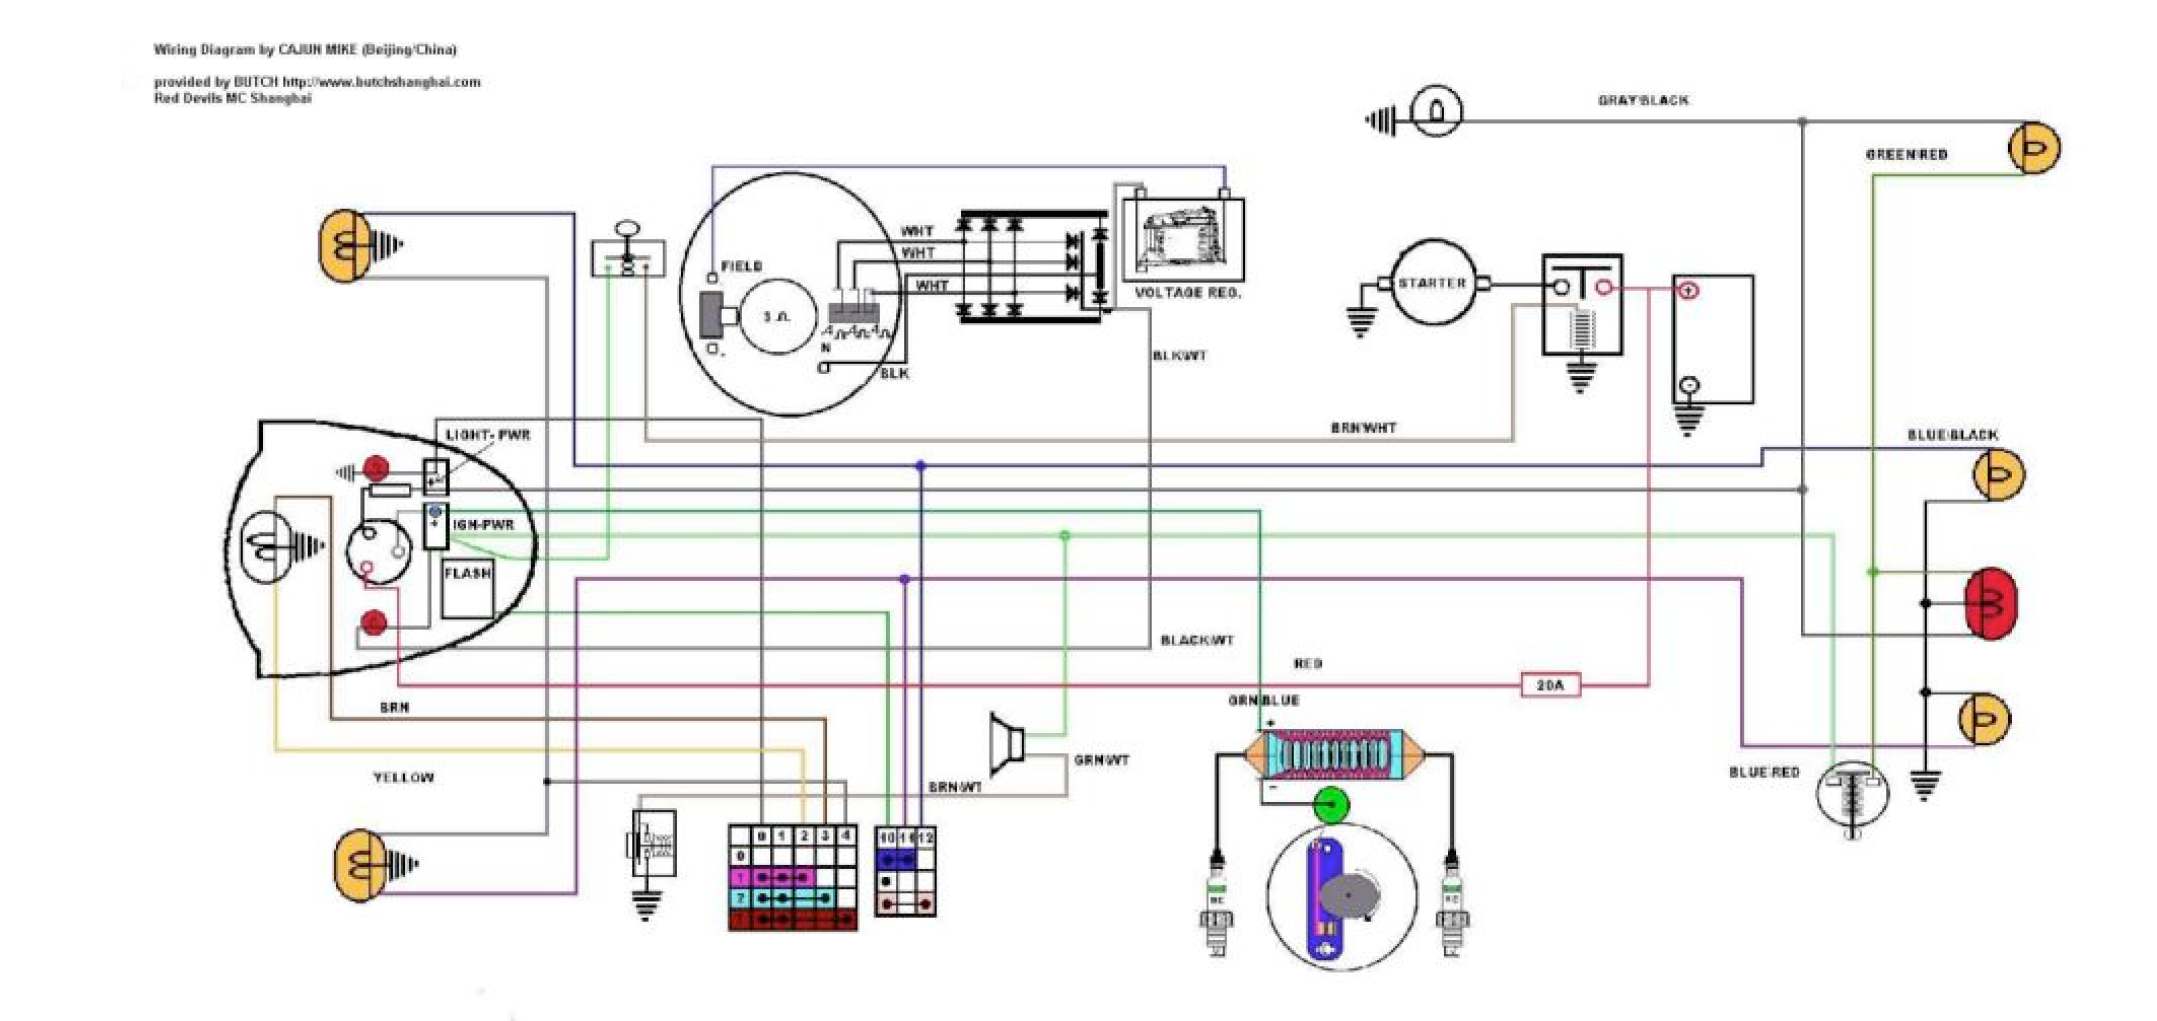 Wiring Diagram by CAJUN MIKE (Beijing/China)
provided by BUTCH http://www.butchshanghai.com
Red Devils MC Shanghai
GRAY\BLACK
GREEN\RED
WHT
WHT
WHT
FIELD
VOLTAGE REG.
STARTER
3
N
BLK
BLK\WT
BRN\WHT
BLUE\BLACK
LIGHT- PWR
IGN-PWR
FLASH
BLACK\WT
RED
20A
GRN\BLUE
BRN
GRN\WT
YELLOW
BRN\WT
BLUE\RED
0 1 2 3 4
10 11 12
0
1
2